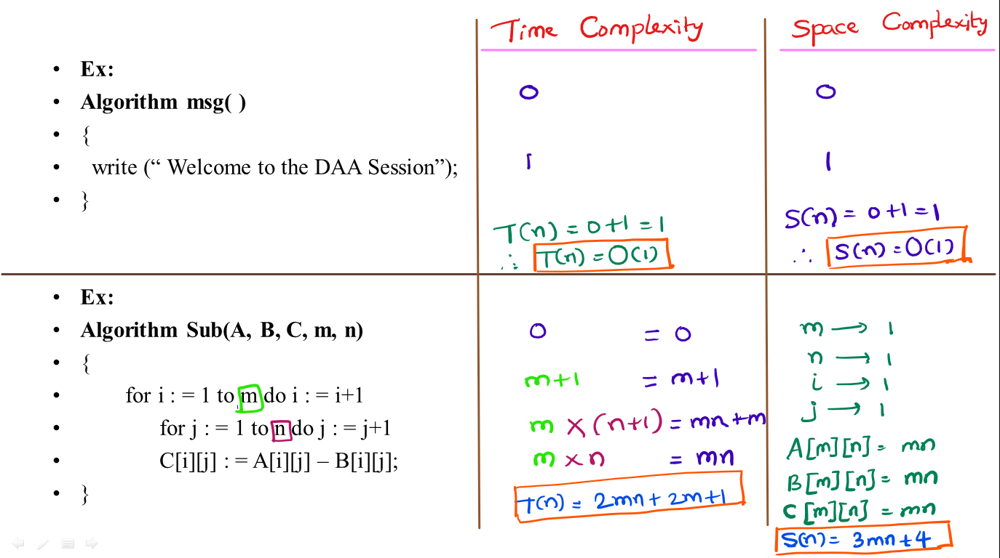 Time Complexity
Space Complexity
• Ex:
• Algorithm msg( )
0
0
• {
• write (“ Welcome to the DAA Session”);
1
1
• }
T(n) = 0+1 = 1
∴ T(n) = O(1)
S(n) = 0+1 = 1
∴ S(n) = O(1)
• Ex:
• Algorithm Sub(A, B, C, m, n)
• {
• for i : = 1 to m do i : = i+1
• for j : = 1 to n do j : = j+1
• C[i][j] : = A[i][j] – B[i][j];
• }
0 = 0
m+1 = m+1
m × (n+1) = mn+m
m × n = mn
T(n) = 2mn + 2m+1
m → 1
n → 1
i → 1
j → 1
A[m][n] = mn
B[m][n] = mn
C[m][n] = mn
S(n) = 3mn+4